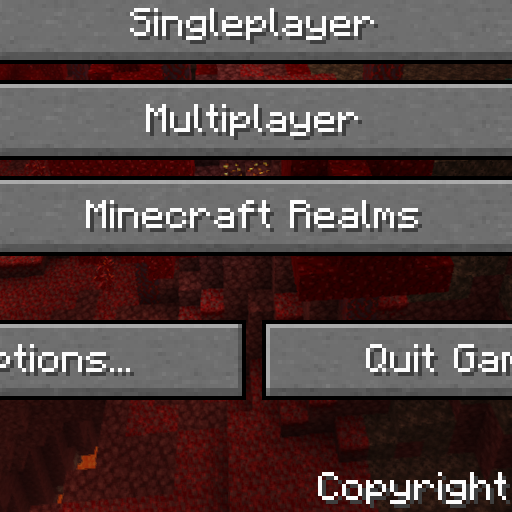 Singleplayer
Multiplayer
Minecraft Realms
ptions... Quit Gam
Copyright